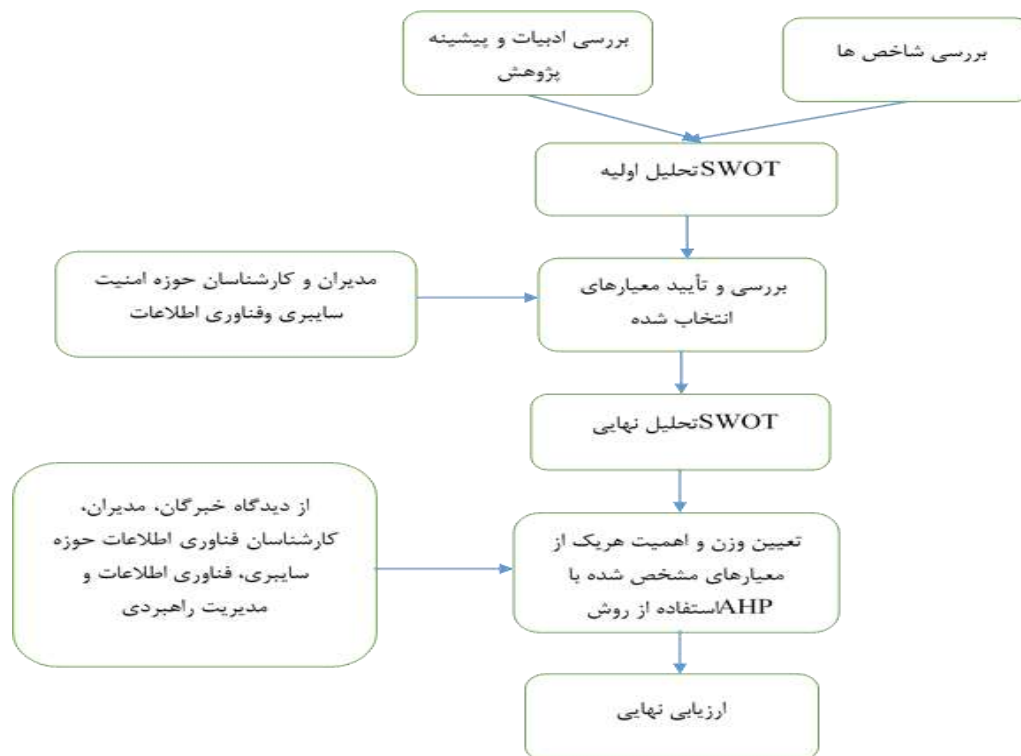 بررسی شاخص ها
بررسی ادبیات و پیشینه
پژوهش
SWOTتحلیل اولیه
مدیران و کارشناسان حوزه امنیت
سایبری وفناوری اطلاعات
بررسی و تأیید معیارهای
انتخاب شده
SWOTتحلیل نهایی
از دیدگاه خبرگان، مدیران،
کارشناسان فناوری اطلاعات حوزه
سایبری، فناوری اطلاعات و
مدیریت راهبردی
تعیین وزن و اهمیت هریک از
معیارهای مشخص شده با
AHPاستفاده از روش
ارزیابی نهایی